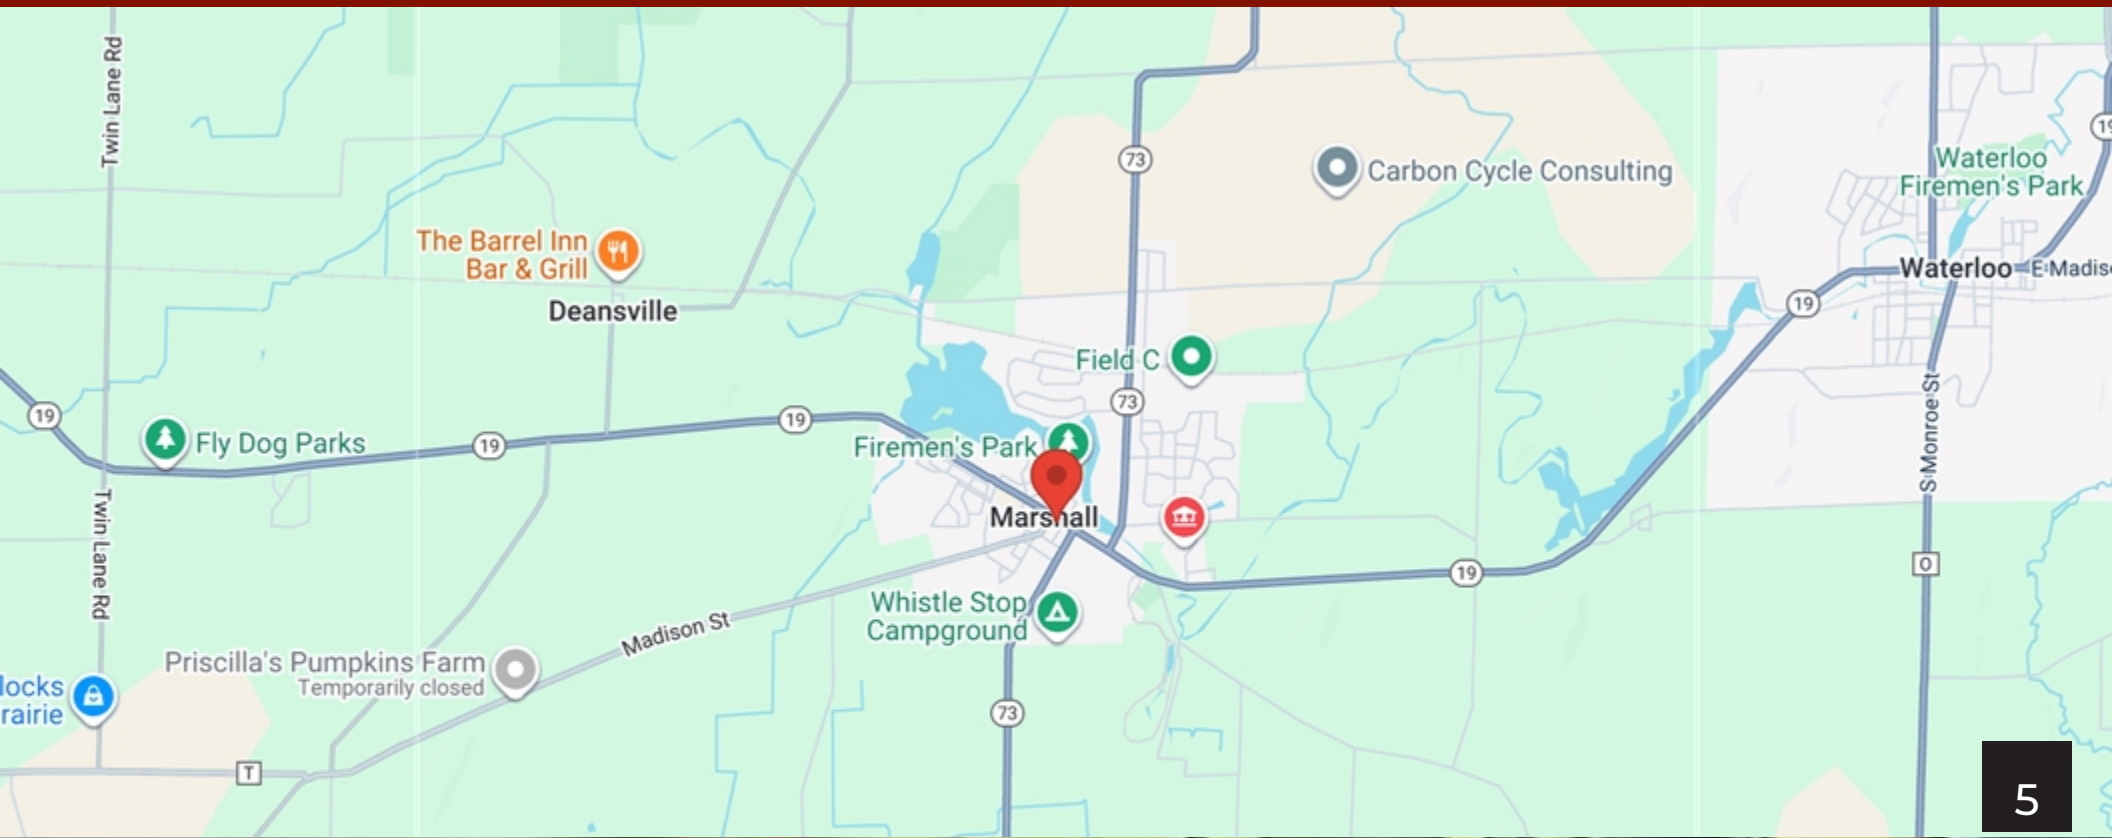 Twin Lane Rd
73
Carbon Cycle Consulting
Waterloo
Firemen's Park
19
The Barrel Inn
Bar & Grill
Deansville
Waterloo
E Madis
19
Field C
73
19
Fly Dog Parks
19
19
Firemen's Park
S Monroe St
Marshall
Twin Lane Rd
19
O
Whistle Stop
Campground
Madison St
Priscilla's Pumpkins Farm
Temporarily closed
locks
rairie
73
T
5